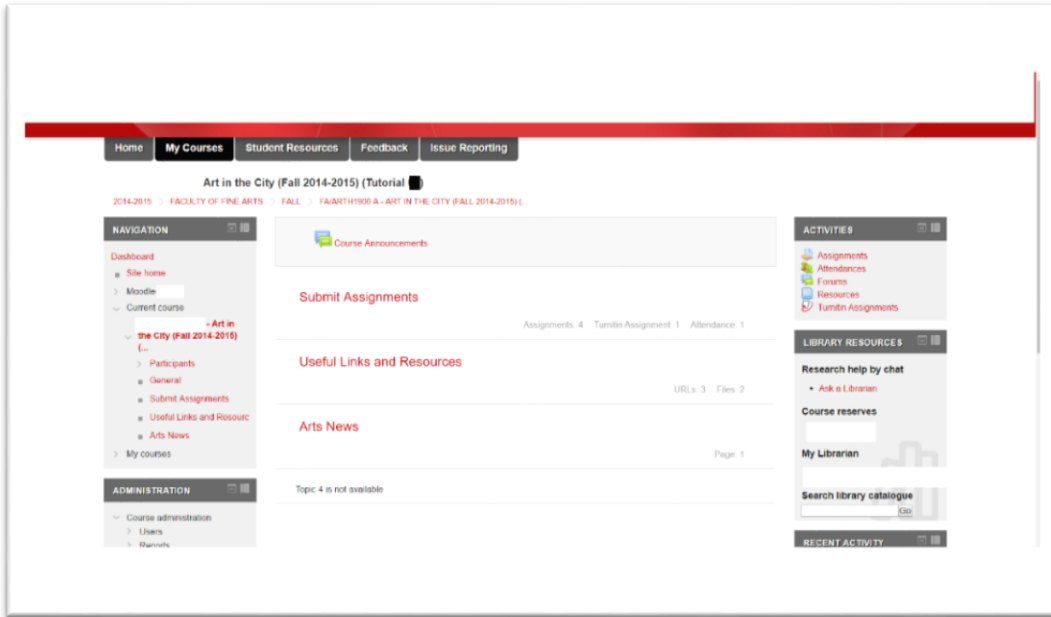 Home My Courses Student Resources Feedback Issue Reporting
Art in the City (Fall 2014-2015) (Tutorial )
2014-2015 > FACULTY OF FINE ARTS > FALL > FA/ARTH1900 A - ART IN THE CITY (FALL 2014-2015) (...
NAVIGATION
Dashboard
Site home
Moodle
Current course
- Art in
the City (Fall 2014-2015)
(...
Participants
General
Submit Assignments
Useful Links and Resourc
Arts News
My courses
ADMINISTRATION
Course administration
Users
Reports
Course Announcements
Submit Assignments
Assignments: 4 Turnitin Assignment: 1 Attendance: 1
Useful Links and Resources
URLs: 3 Files: 2
Arts News
Page: 1
Topic 4 is not available
ACTIVITIES
Assignments
Attendances
Forums
Resources
Turnitin Assignments
LIBRARY RESOURCES
Research help by chat
Ask a Librarian
Course reserves
My Librarian
Search library catalogue
Go
RECENT ACTIVITY